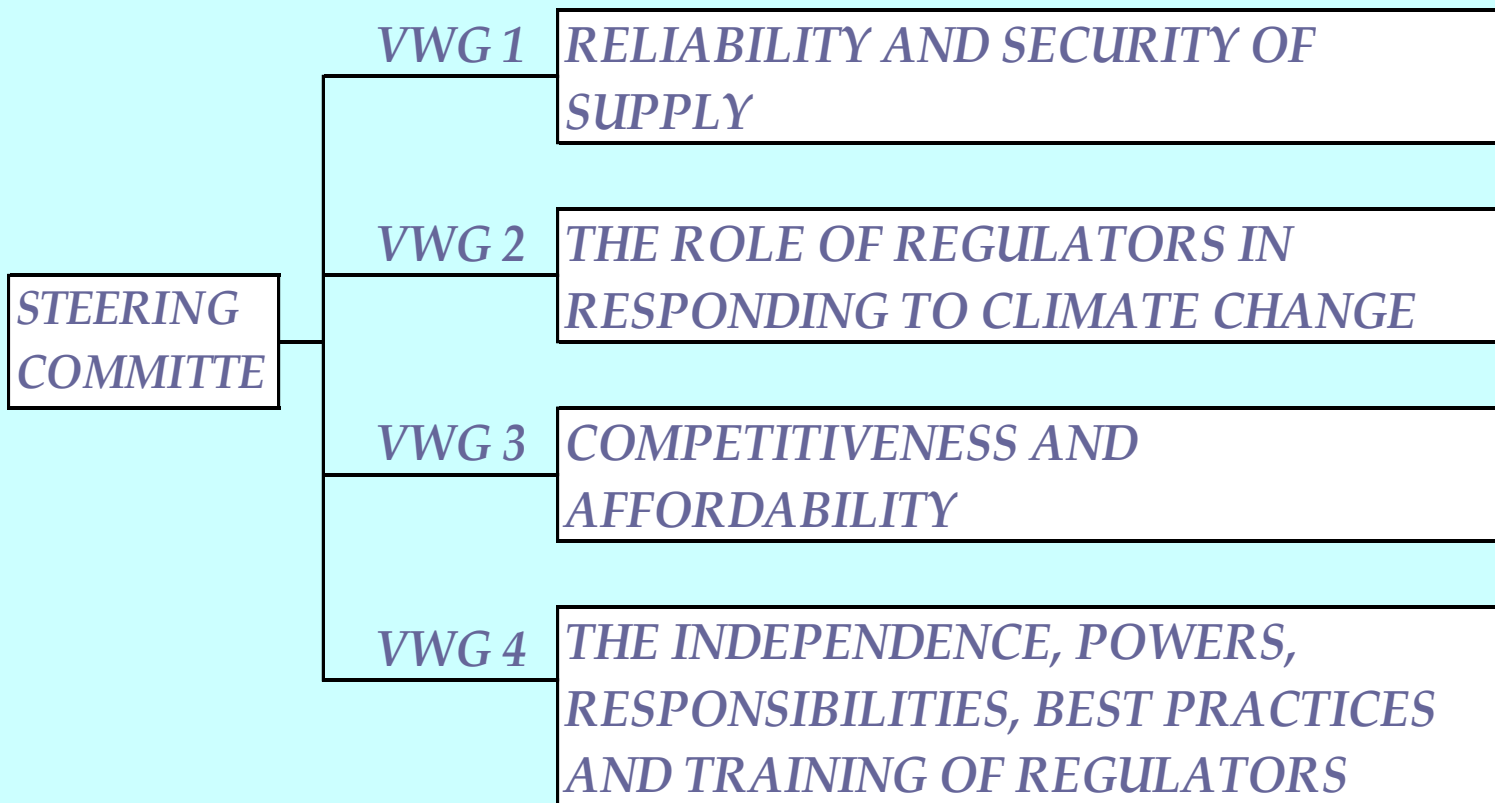 VWG 1
RELIABILITY AND SECURITY OF
SUPPLY
VWG 2
THE ROLE OF REGULATORS IN
RESPONDING TO CLIMATE CHANGE
STEERING
COMMITTE
VWG 3
COMPETITIVENESS AND
AFFORDABILITY
VWG 4
THE INDEPENDENCE, POWERS,
RESPONSIBILITIES, BEST PRACTICES
AND TRAINING OF REGULATORS